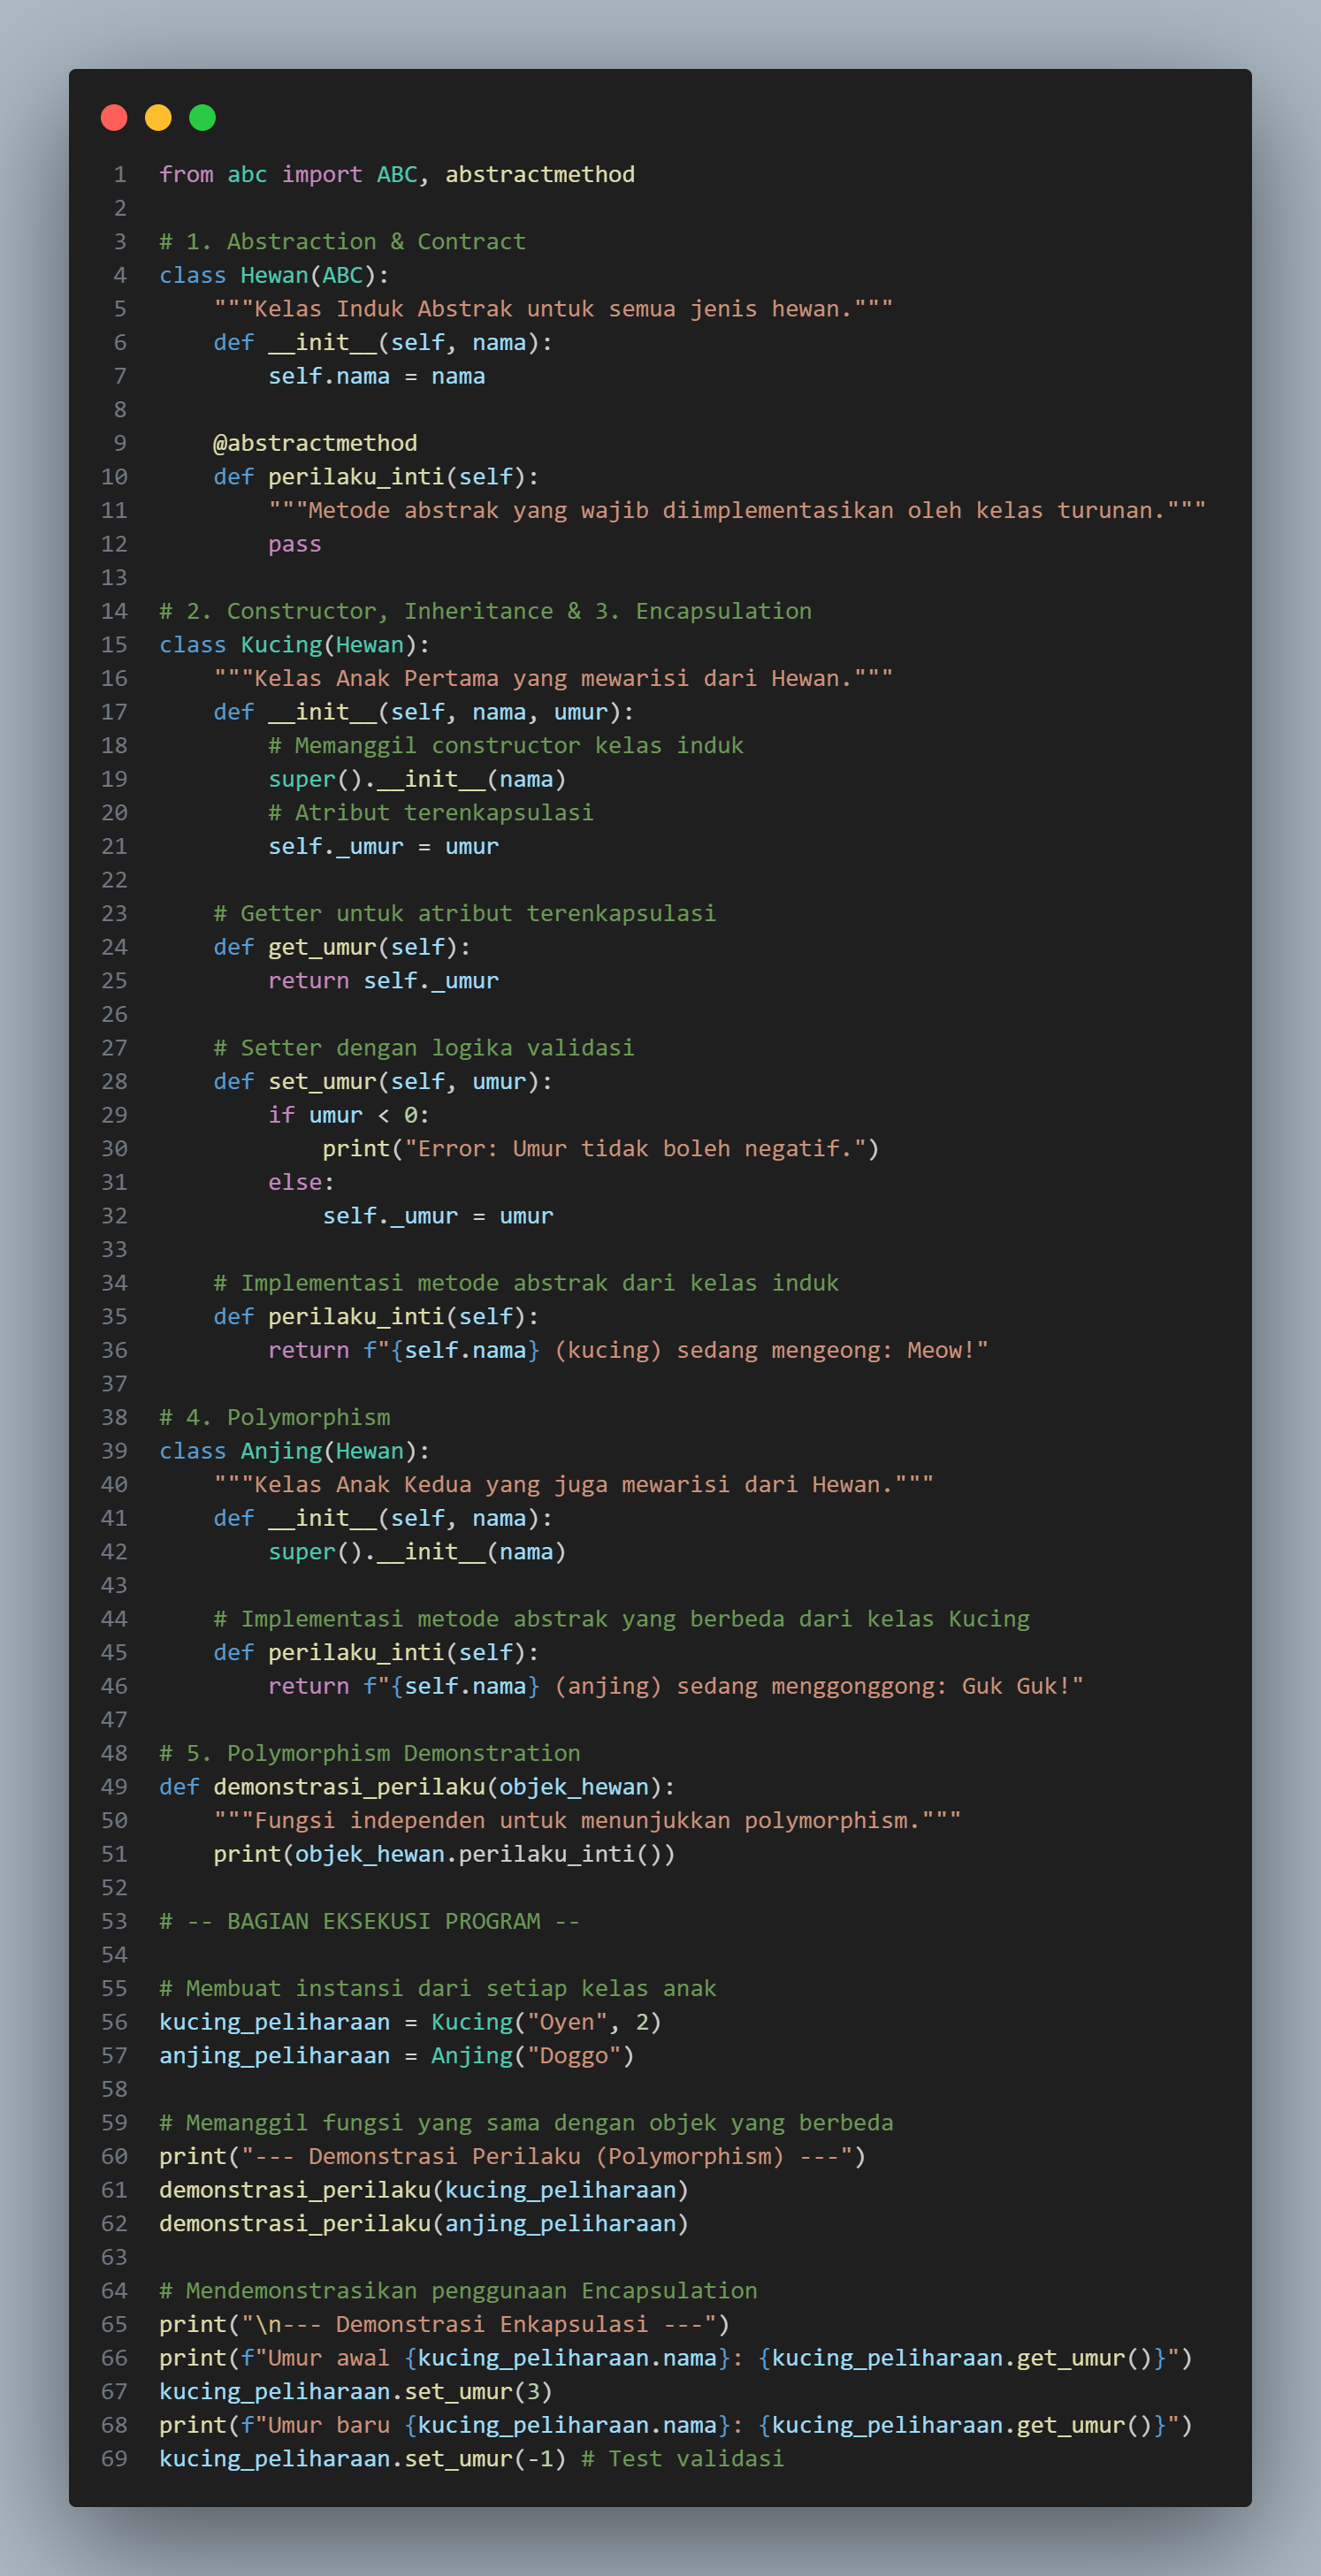 1 from abc import ABC, abstractmethod
2
3 # 1. Abstraction & Contract
4 class Hewan(ABC):
5     """Kelas Induk Abstrak untuk semua jenis hewan."""
6     def __init__(self, nama):
7         self.nama = nama
8
9     @abstractmethod
10     def perilaku_inti(self):
11         """Metode abstrak yang wajib diimplementasikan oleh kelas turunan."""
12         pass
13
14 # 2. Constructor, Inheritance & 3. Encapsulation
15 class Kucing(Hewan):
16     """Kelas Anak Pertama yang mewarisi dari Hewan."""
17     def __init__(self, nama, umur):
18         # Memanggil constructor kelas induk
19         super().__init__(nama)
20         # Atribut terenkapsulasi
21         self._umur = umur
22
23     # Getter untuk atribut terenkapsulasi
24     def get_umur(self):
25         return self._umur
26
27     # Setter dengan logika validasi
28     def set_umur(self, umur):
29         if umur < 0:
30             print("Error: Umur tidak boleh negatif.")
31         else:
32             self._umur = umur
33
34     # Implementasi metode abstrak dari kelas induk
35     def perilaku_inti(self):
36         return f"{self.nama} (kucing) sedang mengeong: Meow!"
37
38 # 4. Polymorphism
39 class Anjing(Hewan):
40     """Kelas Anak Kedua yang juga mewarisi dari Hewan."""
41     def __init__(self, nama):
42         super().__init__(nama)
43
44     # Implementasi metode abstrak yang berbeda dari kelas Kucing
45     def perilaku_inti(self):
46         return f"{self.nama} (anjing) sedang menggonggong: Guk Guk!"
47
48 # 5. Polymorphism Demonstration
49 def demonstrasi_perilaku(objek_hewan):
50     """Fungsi independen untuk menunjukkan polymorphism."""
51     print(objek_hewan.perilaku_inti())
52
53 # -- BAGIAN EKSEKUSI PROGRAM --
54
55 # Membuat instansi dari setiap kelas anak
56 kucing_peliharaan = Kucing("Oyen", 2)
57 anjing_peliharaan = Anjing("Doggo")
58
59 # Memanggil fungsi yang sama dengan objek yang berbeda
60 print("--- Demonstrasi Perilaku (Polymorphism) ---")
61 demonstrasi_perilaku(kucing_peliharaan)
62 demonstrasi_perilaku(anjing_peliharaan)
63
64 # Mendemonstrasikan penggunaan Encapsulation
65 print("\n--- Demonstrasi Enkapsulasi ---")
66 print(f"Umur awal {kucing_peliharaan.nama}: {kucing_peliharaan.get_umur()}")
67 kucing_peliharaan.set_umur(3)
68 print(f"Umur baru {kucing_peliharaan.nama}: {kucing_peliharaan.get_umur()}")
69 kucing_peliharaan.set_umur(-1) # Test validasi